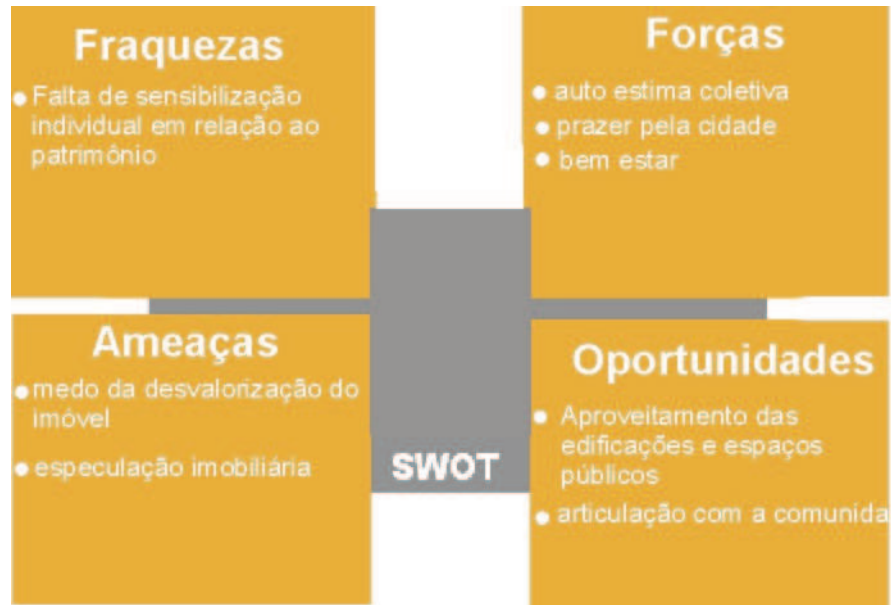 Fraquezas
● Falta de sensibilização
individual em relação ao
patrimônio
Forças
● auto estima coletiva
● prazer pela cidade
● bem estar
Ameaças
● medo da desvalorização do
imóvel
● especulação imobiliária
Oportunidades
● Aproveitamento das
edificações e espaços
públicos
● articulação com a comunida
SWOT